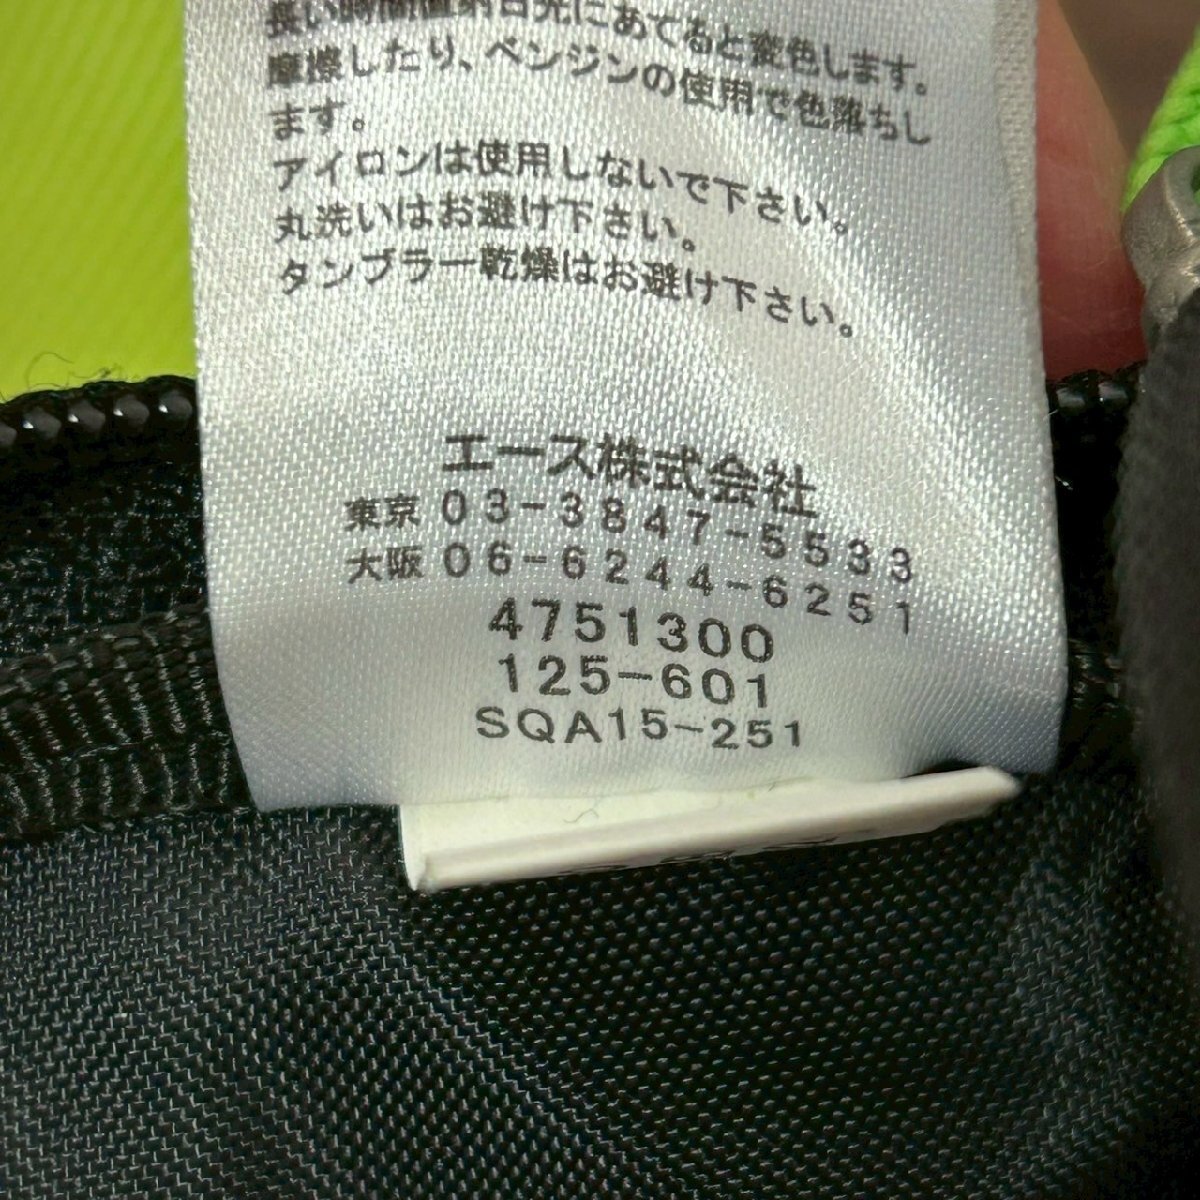 長い時間直射日光にあてると変色します。
摩擦したり、ベンジンの使用で色落ちし
ます。
アイロンは使用しないで下さい。
丸洗いはお避け下さい。
タンブラー乾燥はお避け下さい。
エース株式会社
東京 03-3847-5533
大阪 06-6244-6251
4751300
125-601
SQA15-251